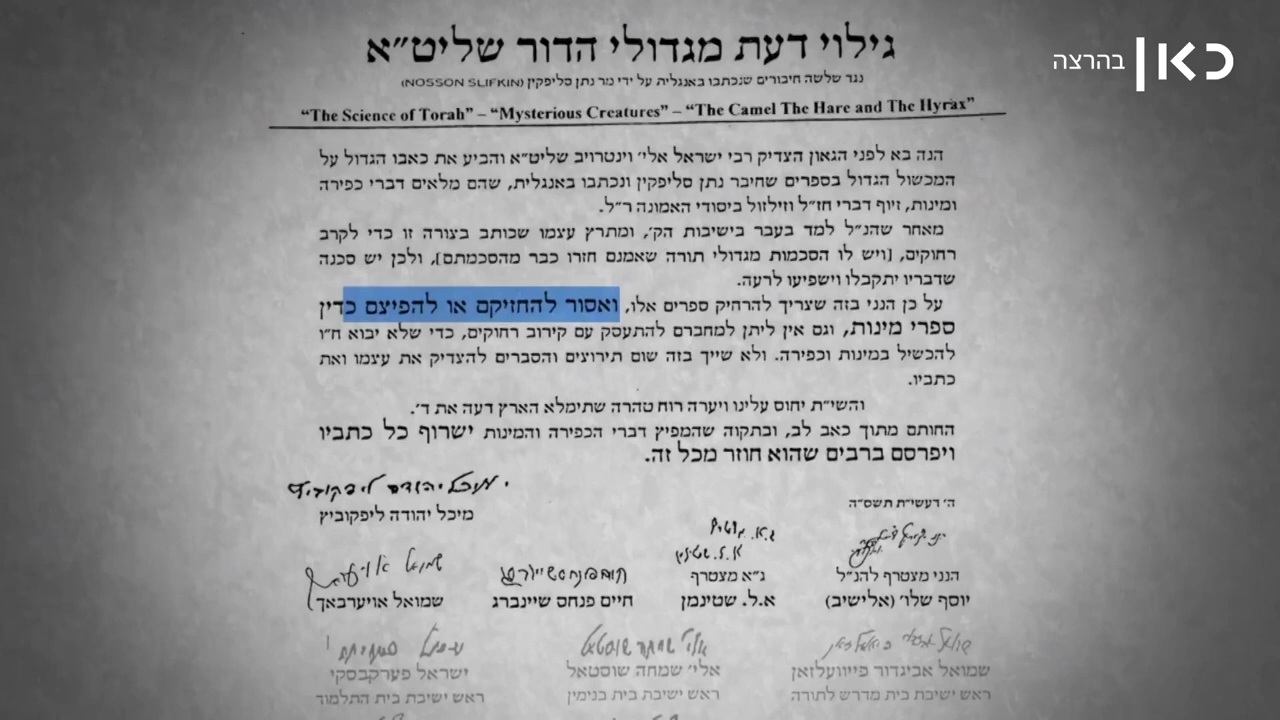 גילוי דעת מגדולי הדור שליט״א
נגד שלשה חיבורים שנכתבו באנגלית על ידי מר נתן סליפקין (NOSSON SLIFKIN)
"The Science of Torah" – "Mysterious Creatures" – "The Camel The Hare and The Hyrax"
כאן
בהרצה
הנה בא לפני הגאון הצדיק רבי ישראל אלי׳ וינטרויב שליט״א והביע את כאבו הגדול על
המכשול הגדול בספרים שחיבר נתן סליפקין ונכתבו באנגלית, שהם מלאים דברי כפירה
ומינות, זיוף דברי חז״ל וזילזול ביסודי האמונה ר״ל.
מאחר שהנ״ל למד בעבר בישיבות הק׳, ומתרץ עצמו שכותב בצורה זו כדי לקרב
רחוקים, [ויש לו הסכמות מגדולי תורה שאמנם חזרו כבר מהסכמתם], ולכן יש סכנה
שדבריו יתקבלו וישפיעו לרעה.
על כן הנני בזה שצריך להרחיק ספרים אלו, ואסור להחזיקם או להפיצם כדין
ספרי מינות, וגם אין ליתן למחברם להתעסק עם קירוב רחוקים, כדי שלא יבוא ח״ו
להכשיל במינות וכפירה. ולא שייך בזה שום תירוצים והסברים להצדיק את עצמו ואת
כתביו.
והשי״ת יחוס עלינו ויערה רוח טהרה שתימלא הארץ דעה את ד׳.
החותם מתוך כאב לב, ובתקוה שהמפיץ דברי הכפירה והמינות ישרוף כל כתביו
ויפרסם ברבים שהוא חוזר מכל זה.
ה׳ דעשי״ת תשס״ה
מיכל יהודה ליפקוביץ
מיכל יהודה ליפקוביץ
הנני מצטרף להנ״ל
יוסף שלו׳ (אלישיב)
ג״א מצטרף
א.ל. שטינמן
חיים פנחס שיינברג
שמואל אויערבאך
שמואל אביגדור פייוועלזאן
ראש ישיבת בית מדרש לתורה
אלי׳ שמחה שוסטאל
ראש ישיבת בית בנימין
ישראל פערקבסקי
ראש ישיבת בית התלמוד